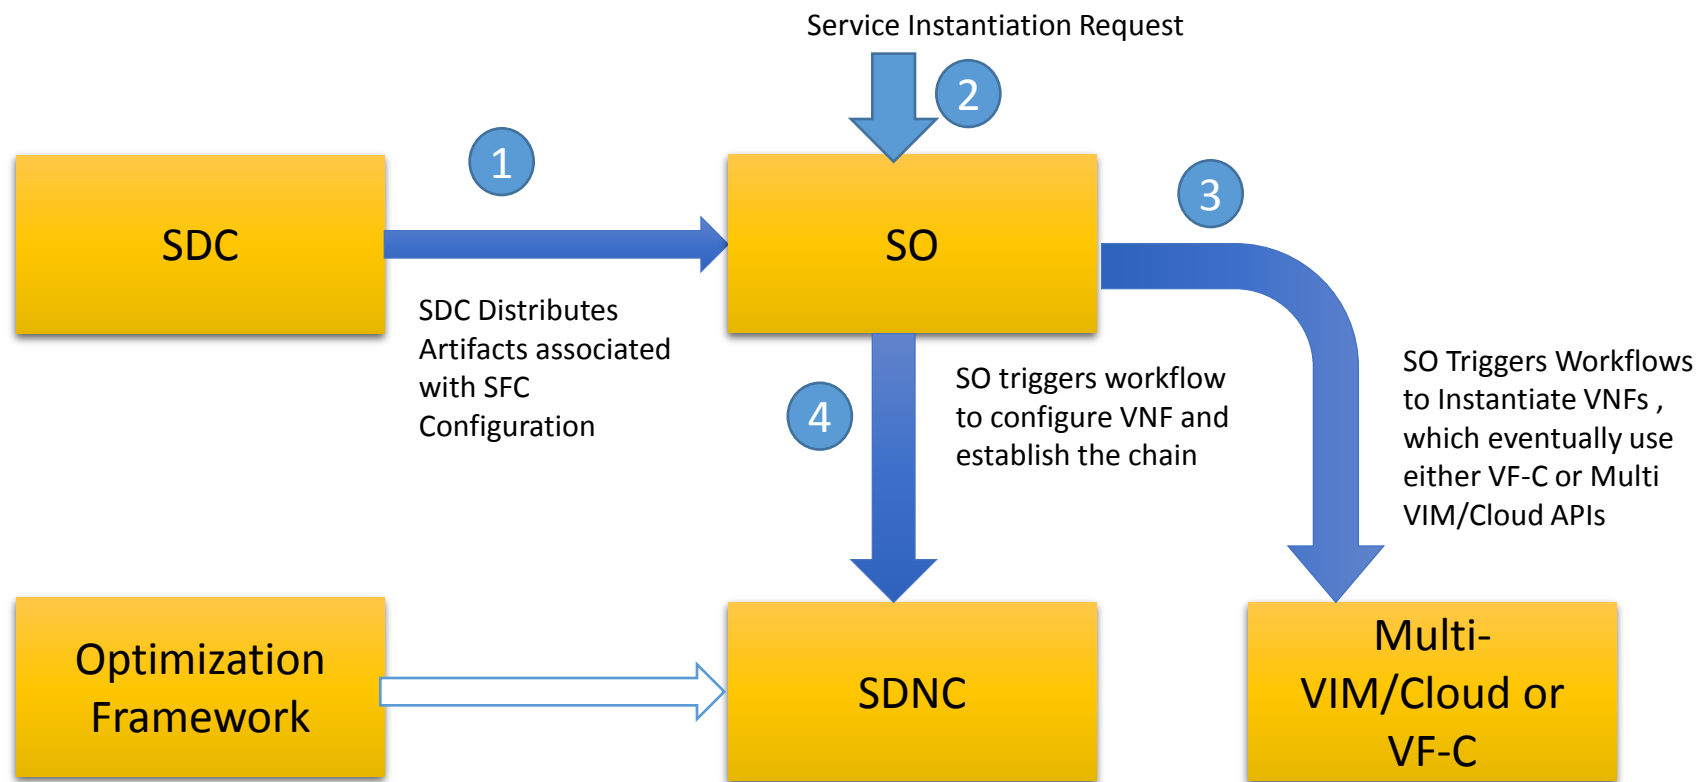 Service Instantiation Request
2
1
3
SDC
SO
SDC Distributes
Artifacts associated
with SFC
Configuration
4
SO triggers workflow
to configure VNF and
establish the chain
SO Triggers Workflows
to Instantiate VNFs ,
which eventually use
either VF-C or Multi
VIM/Cloud APIs
Optimization
Framework
SDNC
Multi-
VIM/Cloud or
VF-C